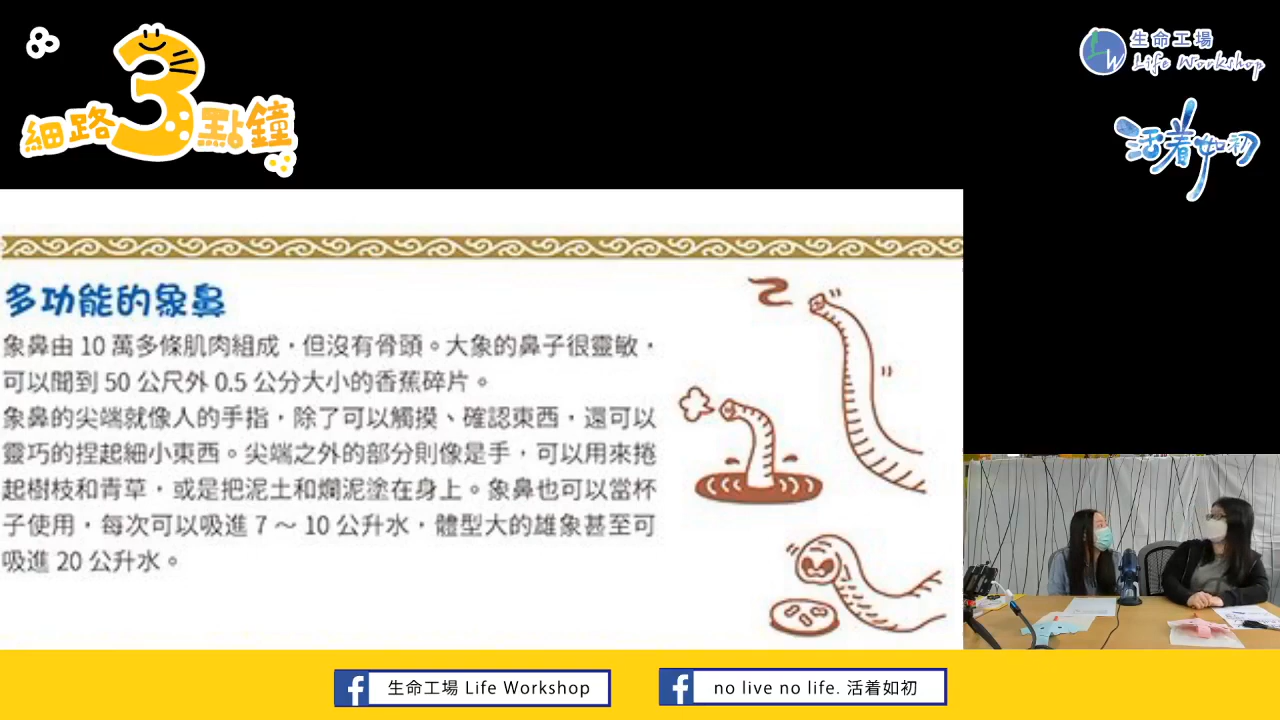 細路3點鐘
生命工場
Life Workshop
活着如初
多功能的象鼻
象鼻由 10 萬多條肌肉組成，但沒有骨頭。大象的鼻子很靈敏，
可以聞到 50 公尺外 0.5 公分大小的香蕉碎片。
象鼻的尖端就像人的手指，除了可以觸摸、確認東西，還可以
靈巧的捏起細小東西。尖端之外的部分則像是手，可以用來捲
起樹枝和青草，或是把泥土和爛泥塗在身上。象鼻也可以當杯
子使用，每次可以吸進 7 ～ 10 公升水，體型大的雄象甚至可
吸進 20 公升水。
生命工場 Life Workshop
no live no life. 活着如初